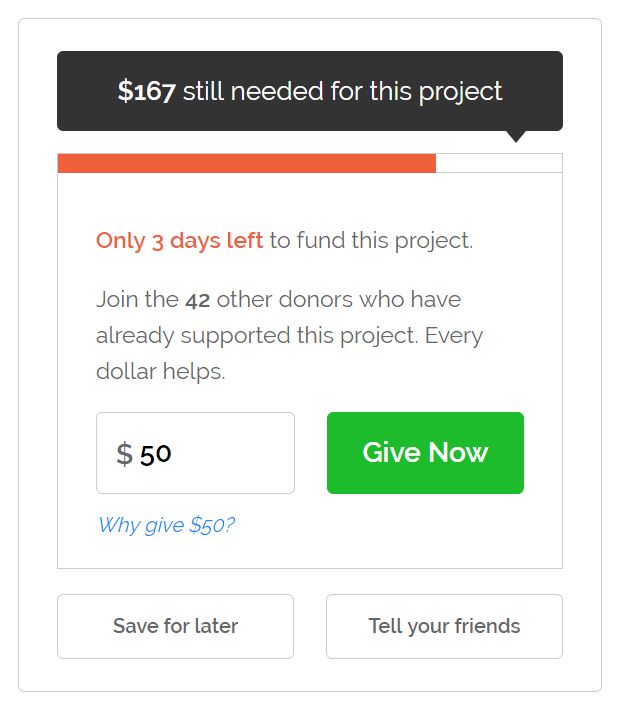 $167 still needed for this project
Only 3 days left to fund this project.
Join the 42 other donors who have
already supported this project. Every
dollar helps.
$ 50
Give Now
Why give $50?
Save for later
Tell your friends